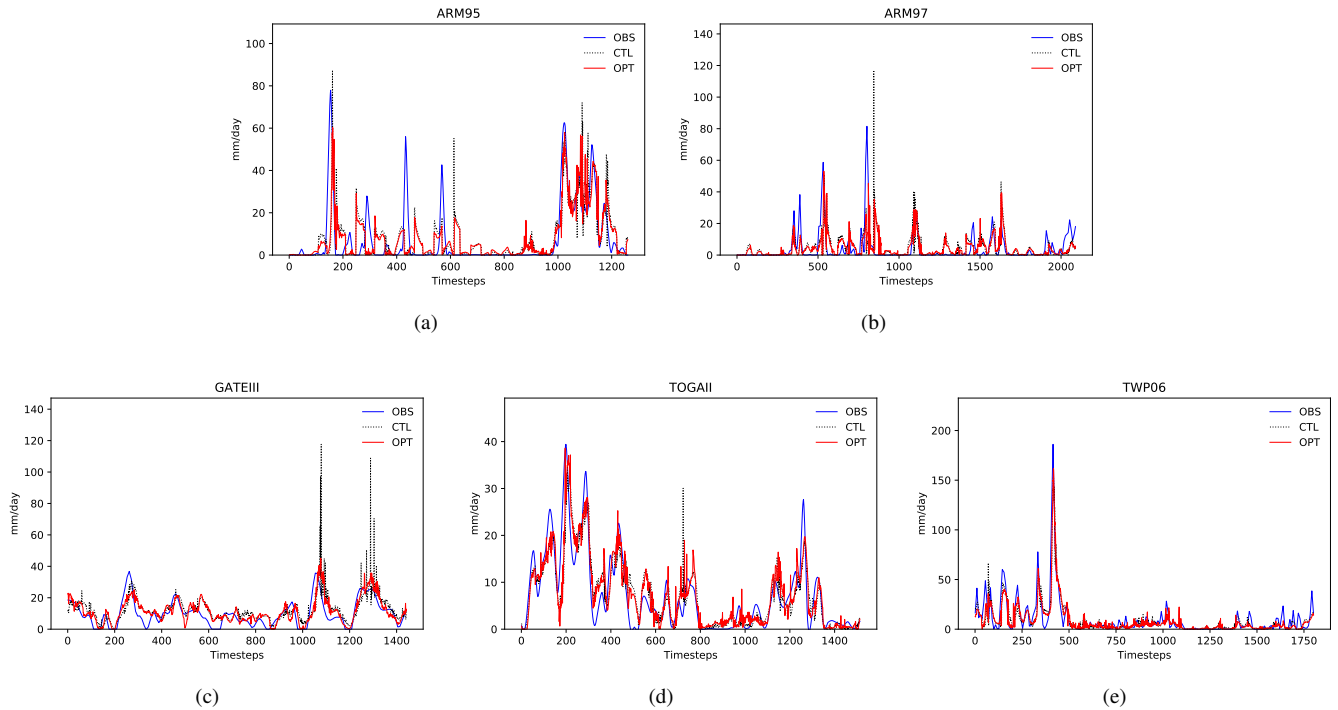 ARM95
mm/day
100
80
60
40
20
0
0 200 400 600 800 1000 1200
Timesteps
OBS
CTL
OPT
(a)
ARM97
mm/day
140
120
100
80
60
40
20
0
0 500 1000 1500 2000
Timesteps
OBS
CTL
OPT
(b)
GATEIII
mm/day
140
120
100
80
60
40
20
0
0 200 400 600 800 1000 1200 1400
Timesteps
OBS
CTL
OPT
(c)
TOGAII
mm/day
40
30
20
10
0
0 200 400 600 800 1000 1200 1400
Timesteps
OBS
CTL
OPT
(d)
TWP06
mm/day
200
150
100
50
0
0 250 500 750 1000 1250 1500 1750
Timesteps
OBS
CTL
OPT
(e)